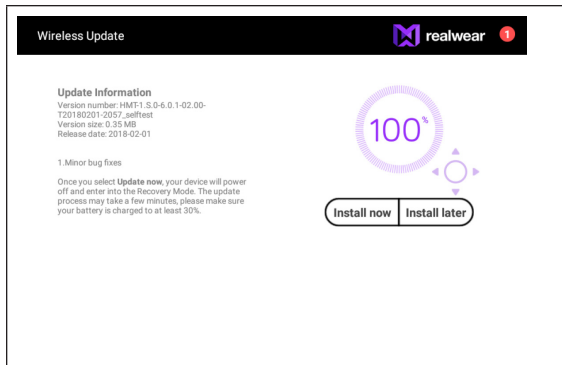 Wireless Update
realwear
1
Update Information
Version number: HMT-1.S.0-6.0.1-02.00-
T20180201-2057_selftest
Version size: 0.35 MB
Release date: 2018-02-01
100%
1.Minor bug fixes
Once you select Update now, your device will power
off and enter into the Recovery Mode. The update
process may take a few minutes, please make sure
your battery is charged to at least 30%.
Install now
Install later